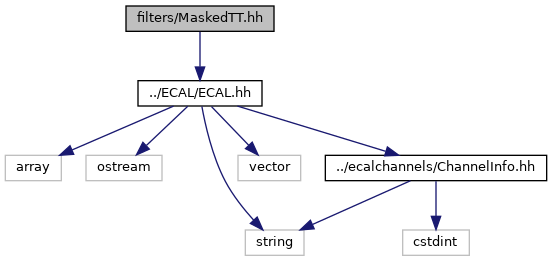 filters/MaskedTT.hh
../ECAL/ECAL.hh
array
ostream
vector
../ecalchannels/ChannelInfo.hh
string
cstdint